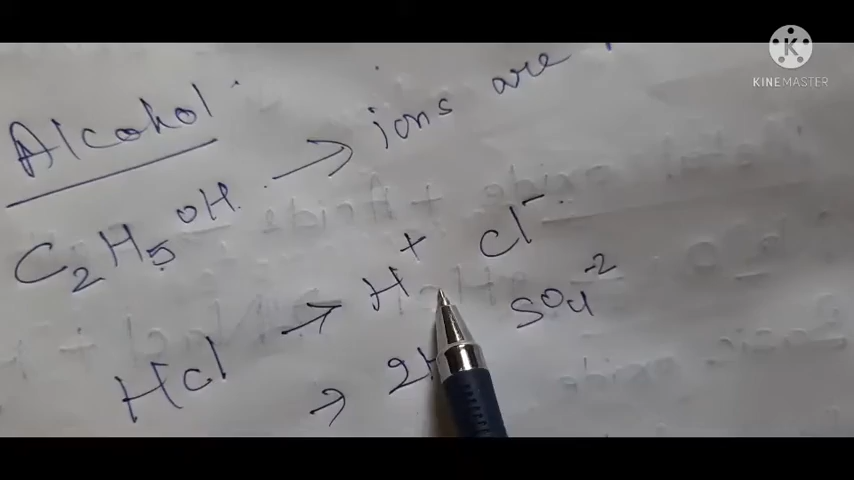 Alcohol
C2H5OH. → ions are
HCl → H+ Cl-
→ 2H SO4-2
KINEMASTER